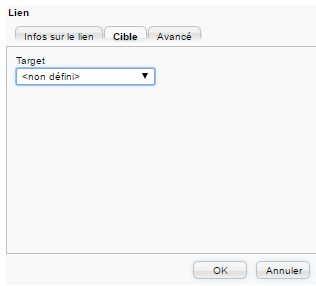 Lien
Infos sur le lien Cible Avancé
Target
<non défini>
OK Annuler